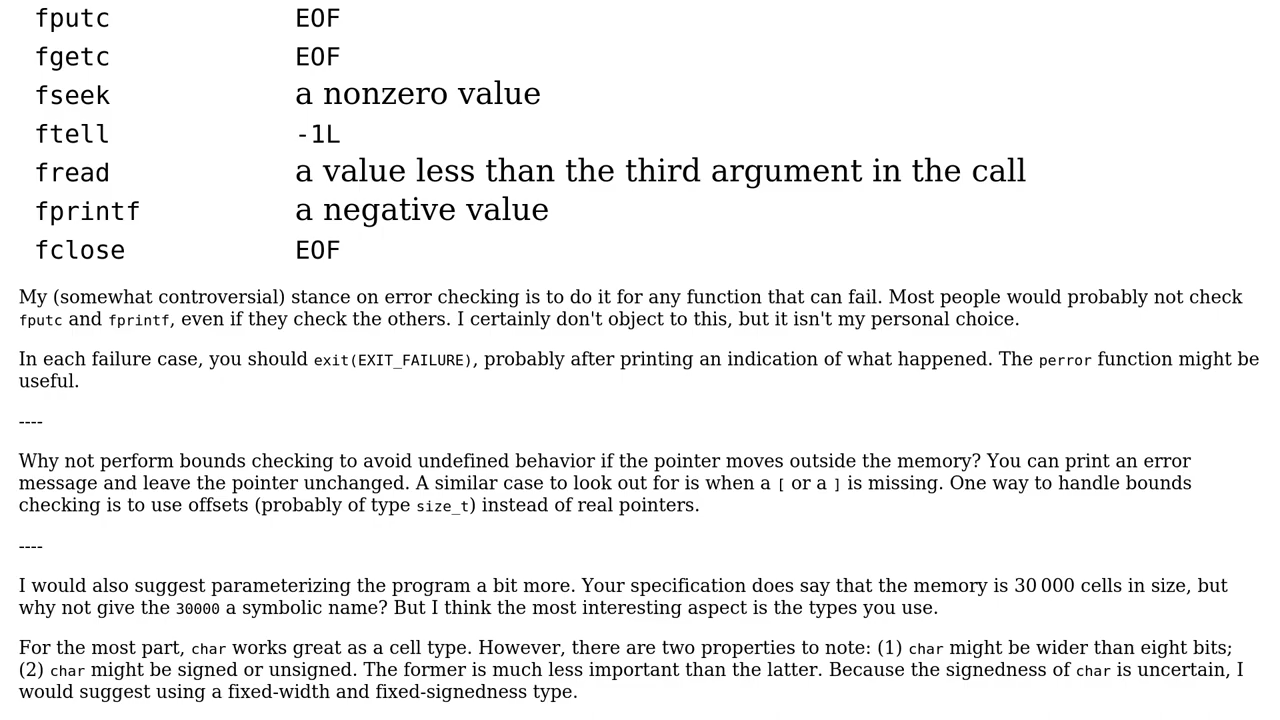 fputc EOF
fgetc EOF
fseek a nonzero value
ftell -1L
fread a value less than the third argument in the call
fprintf a negative value
fclose EOF
My (somewhat controversial) stance on error checking is to do it for any function that can fail. Most people would probably not check
fputc and fprintf, even if they check the others. I certainly don't object to this, but it isn't my personal choice.
In each failure case, you should exit(EXIT_FAILURE), probably after printing an indication of what happened. The perror function might be
useful.
----
Why not perform bounds checking to avoid undefined behavior if the pointer moves outside the memory? You can print an error
message and leave the pointer unchanged. A similar case to look out for is when a [ or a ] is missing. One way to handle bounds
checking is to use offsets (probably of type size_t) instead of real pointers.
----
I would also suggest parameterizing the program a bit more. Your specification does say that the memory is 30 000 cells in size, but
why not give the 30000 a symbolic name? But I think the most interesting aspect is the types you use.
For the most part, char works great as a cell type. However, there are two properties to note: (1) char might be wider than eight bits;
(2) char might be signed or unsigned. The former is much less important than the latter. Because the signedness of char is uncertain, I
would suggest using a fixed-width and fixed-signedness type.